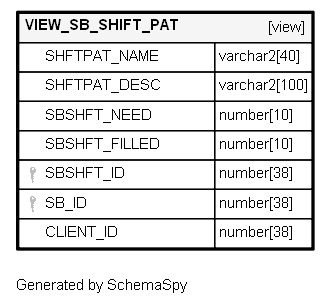 VIEW_SB_SHIFT_PAT [view]
SHFTPAT_NAME varchar2[40]
SHFTPAT_DESC varchar2[100]
SBSHFT_NEED number[10]
SBSHFT_FILLED number[10]
SBSHFT_ID number[38]
SB_ID number[38]
CLIENT_ID number[38]
Generated by SchemaSpy